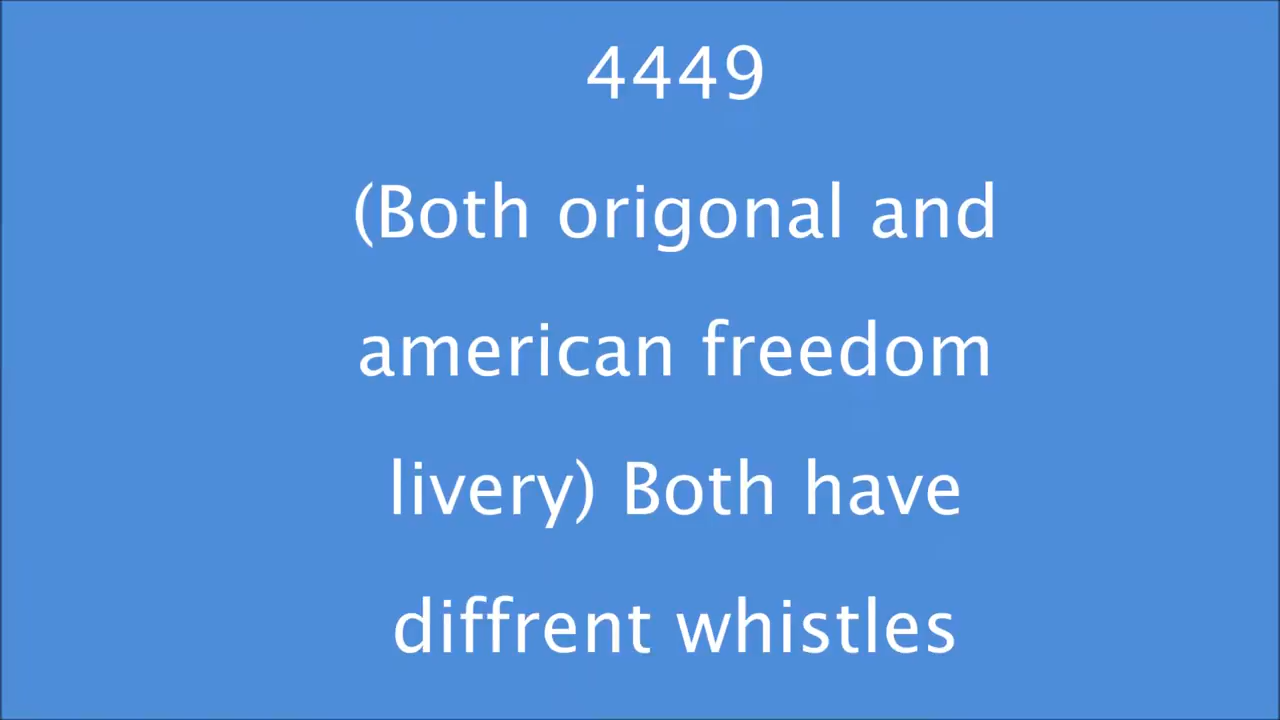 4449
(Both origonal and
american freedom
livery) Both have
diffrent whistles